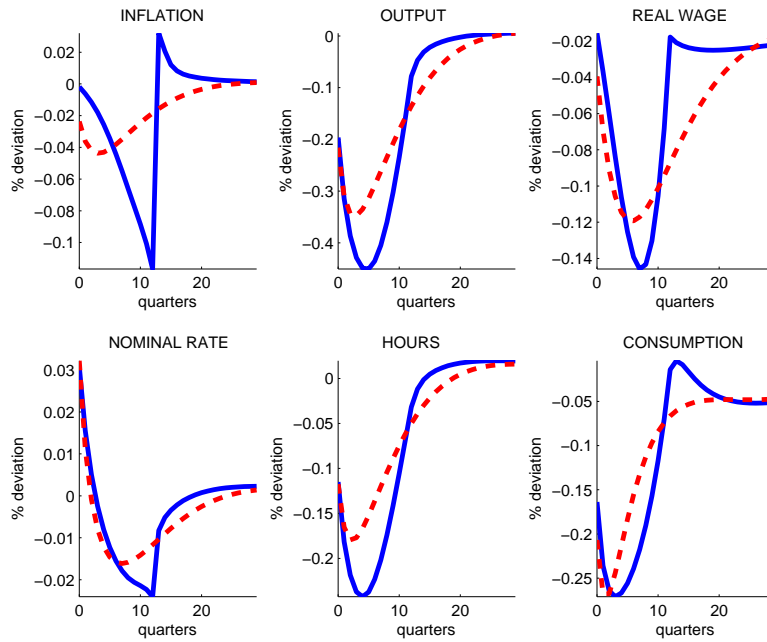 INFLATION
% deviation
0.02
0
−0.02
−0.04
−0.06
−0.08
−0.1
0 10 20
quarters
OUTPUT
% deviation
0
−0.1
−0.2
−0.3
−0.4
0 10 20
quarters
REAL WAGE
% deviation
−0.02
−0.04
−0.06
−0.08
−0.1
−0.12
−0.14
0 10 20
quarters
NOMINAL RATE
% deviation
0.03
0.02
0.01
0
−0.01
−0.02
0 10 20
HOURS
% deviation
0
−0.05
−0.1
−0.15
−0.2
0 10 20
CONSUMPTION
% deviation
−0.05
−0.1
−0.15
−0.2
−0.25
0 10 20